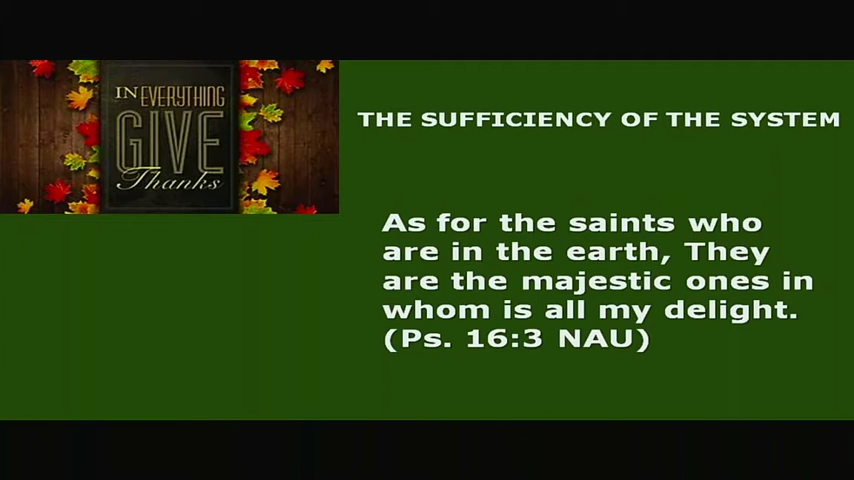 IN EVERYTHING
GIVE
Thanks
THE SUFFICIENCY OF THE SYSTEM
As for the saints who
are in the earth, They
are the majestic ones in
whom is all my delight.
(Ps. 16:3 NAU)